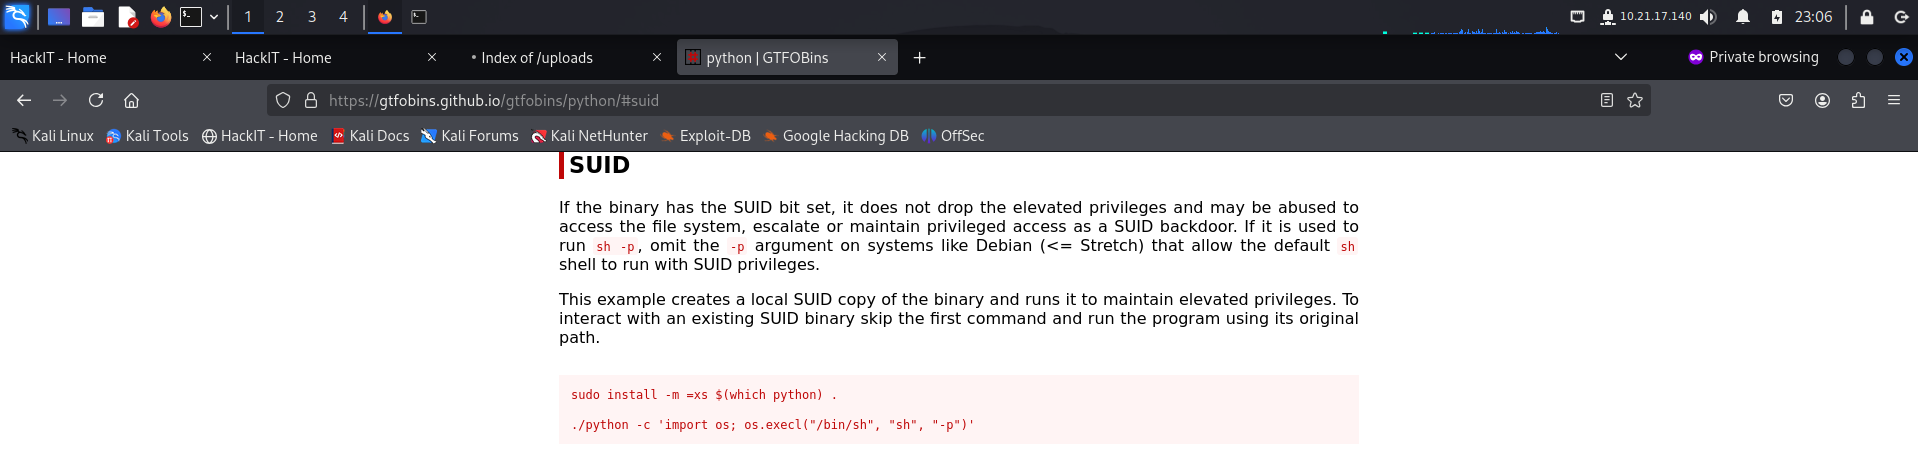 1 2 3 4 10.21.17.140 23:06
HackIT - Home HackIT - Home Index of /uploads python | GTFOBins Private browsing
https://gtfobins.github.io/gtfobins/python/#suid
Kali Linux Kali Tools HackIT - Home Kali Docs Kali Forums Kali NetHunter Exploit-DB Google Hacking DB OffSec
SUID
If the binary has the SUID bit set, it does not drop the elevated privileges and may be abused to
access the file system, escalate or maintain privileged access as a SUID backdoor. If it is used to
run sh -p, omit the -p argument on systems like Debian (<= Stretch) that allow the default sh
shell to run with SUID privileges.
This example creates a local SUID copy of the binary and runs it to maintain elevated privileges. To
interact with an existing SUID binary skip the first command and run the program using its original
path.
sudo install -m =xs $(which python) .
./python -c 'import os; os.execl("/bin/sh", "sh", "-p")'